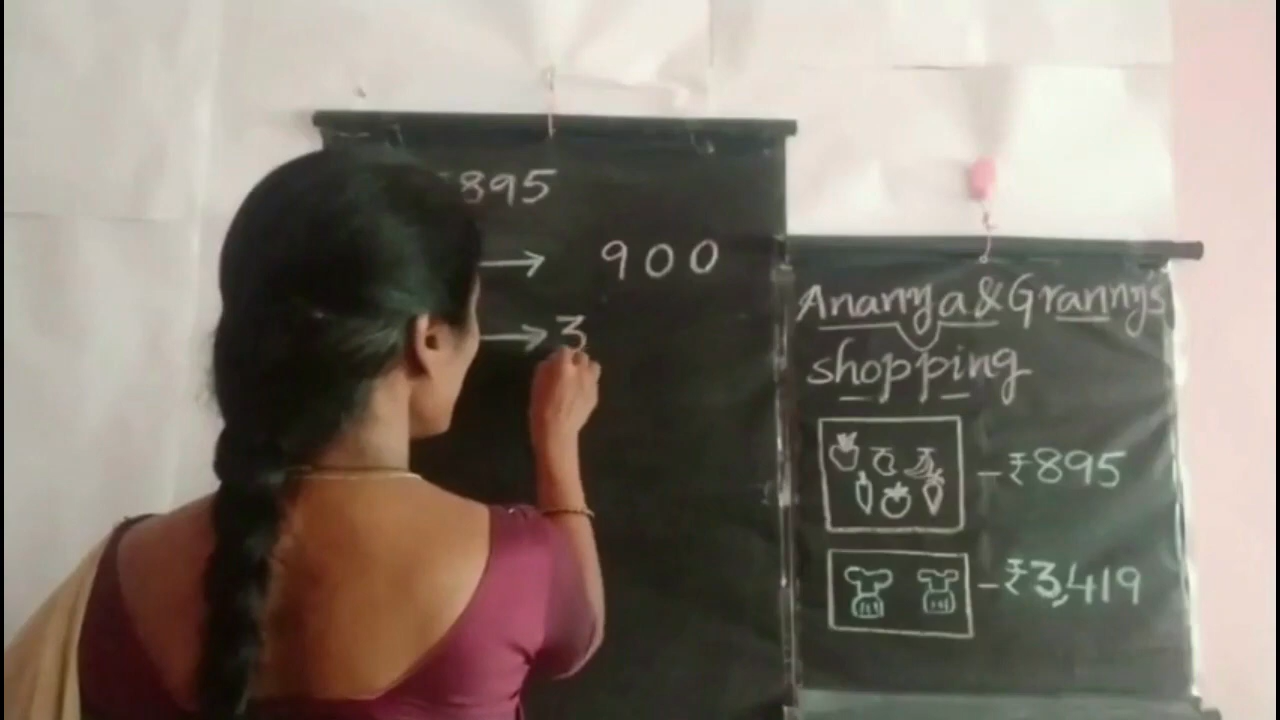 ₹895
→ 900
→ 3
Ananya & Granny's
shopping
- ₹895
- ₹3,419